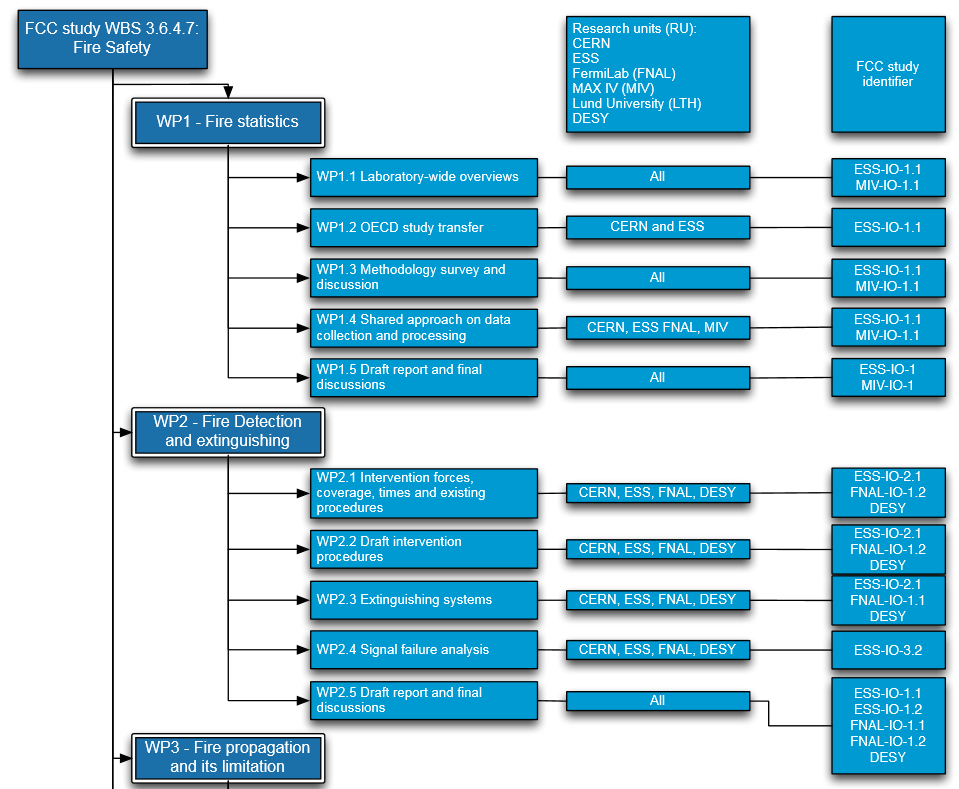 FCC study WBS 3.6.4.7:
Fire Safety
Research units (RU):
CERN
ESS
FermiLab (FNAL)
MAX IV (MIV)
Lund University (LTH)
DESY
FCC study
identifier
WP1 - Fire statistics
WP1.1 Laboratory-wide overviews
All
ESS-IO-1.1
MIV-IO-1.1
WP1.2 OECD study transfer
CERN and ESS
ESS-IO-1.1
WP1.3 Methodology survey and
discussion
All
ESS-IO-1.1
MIV-IO-1.1
WP1.4 Shared approach on data
collection and processing
CERN, ESS FNAL, MIV
ESS-IO-1.1
MIV-IO-1.1
WP1.5 Draft report and final
discussions
All
ESS-IO-1
MIV-IO-1
WP2 - Fire Detection
and extinguishing
WP2.1 Intervention forces,
coverage, times and existing
procedures
CERN, ESS, FNAL, DESY
ESS-IO-2.1
FNAL-IO-1.2
DESY
WP2.2 Draft intervention
procedures
CERN, ESS, FNAL, DESY
ESS-IO-2.1
FNAL-IO-1.2
DESY
WP2.3 Extinguishing systems
CERN, ESS, FNAL, DESY
ESS-IO-2.1
FNAL-IO-1.1
DESY
WP2.4 Signal failure analysis
CERN, ESS, FNAL, DESY
ESS-IO-3.2
WP2.5 Draft report and final
discussions
All
ESS-IO-1.1
ESS-IO-1.2
FNAL-IO-1.1
FNAL-IO-1.2
DESY
WP3 - Fire propagation
and its limitation